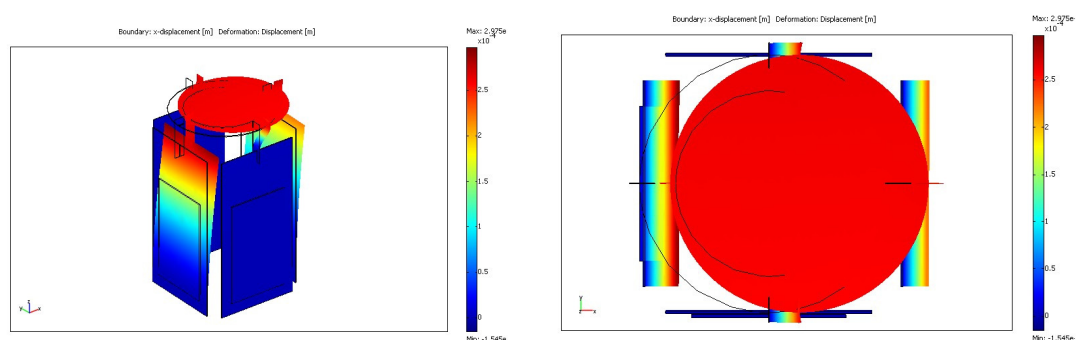 Boundary: x-displacement [m]  Deformation: Displacement [m]
Max: 2.975e
x10⁻⁴
2.5
2
1.5
1
0.5
0
Min: -1.545e
z
y
x
Boundary: x-displacement [m]  Deformation: Displacement [m]
Max: 2.975e-
x10⁻⁴
2.5
2
1.5
1
0.5
0
Min: -1.545e-
y
z
x